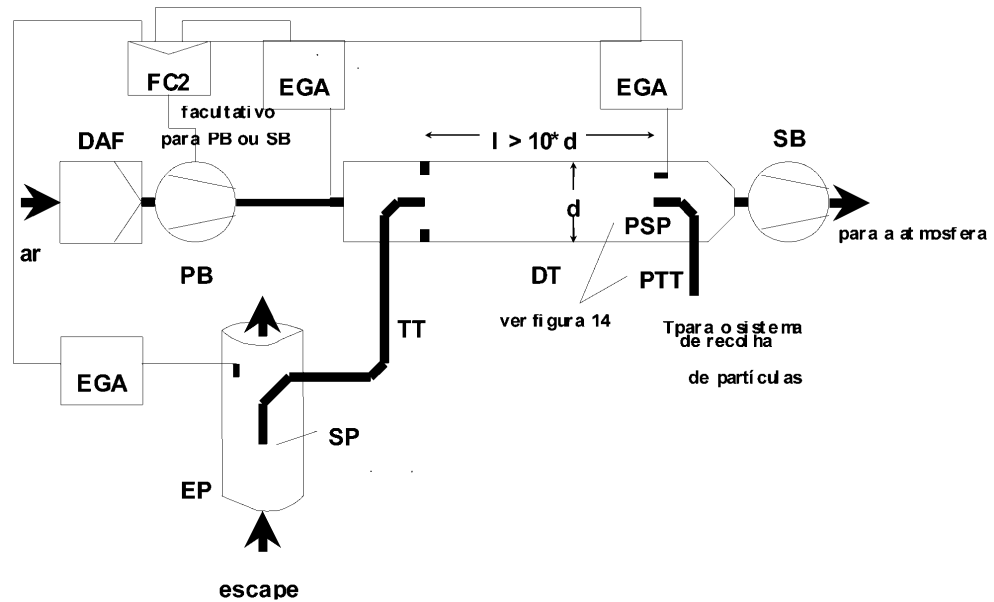 EGA
EGA
FC2
facultativo
para PB ou SB
DAF
l > 10* d
SB
d
PSP
para a atmosfera
ar
PB
DT
PTT
ver figura 14
TT
Tpara o sistema
de recolha
de partículas
EGA
SP
EP
escape